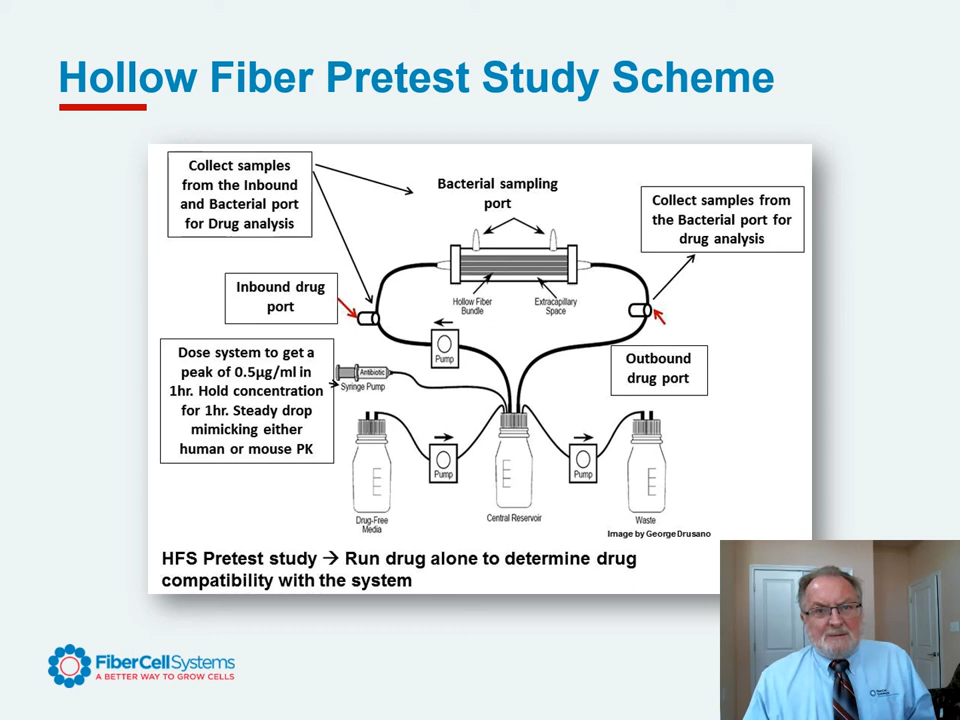 Hollow Fiber Pretest Study Scheme
Collect samples
from the Inbound
and Bacterial port
for Drug analysis
Bacterial sampling
port
Collect samples from
the Bacterial port for
drug analysis
Inbound drug
port
Hollow Fiber
Bundle
Extracapillary
Space
Pump
Dose system to get a
peak of 0.5µg/ml in
1hr. Hold concentration
for 1hr. Steady drop
mimicking either
human or mouse PK
Antibiotic
Syringe Pump
Outbound
drug port
Pump
Pump
Drug-Free
Media
Central Reservoir
Waste
Image by George Drusano
HFS Pretest study → Run drug alone to determine drug
compatibility with the system
FiberCellSystems
A BETTER WAY TO GROW CELLS